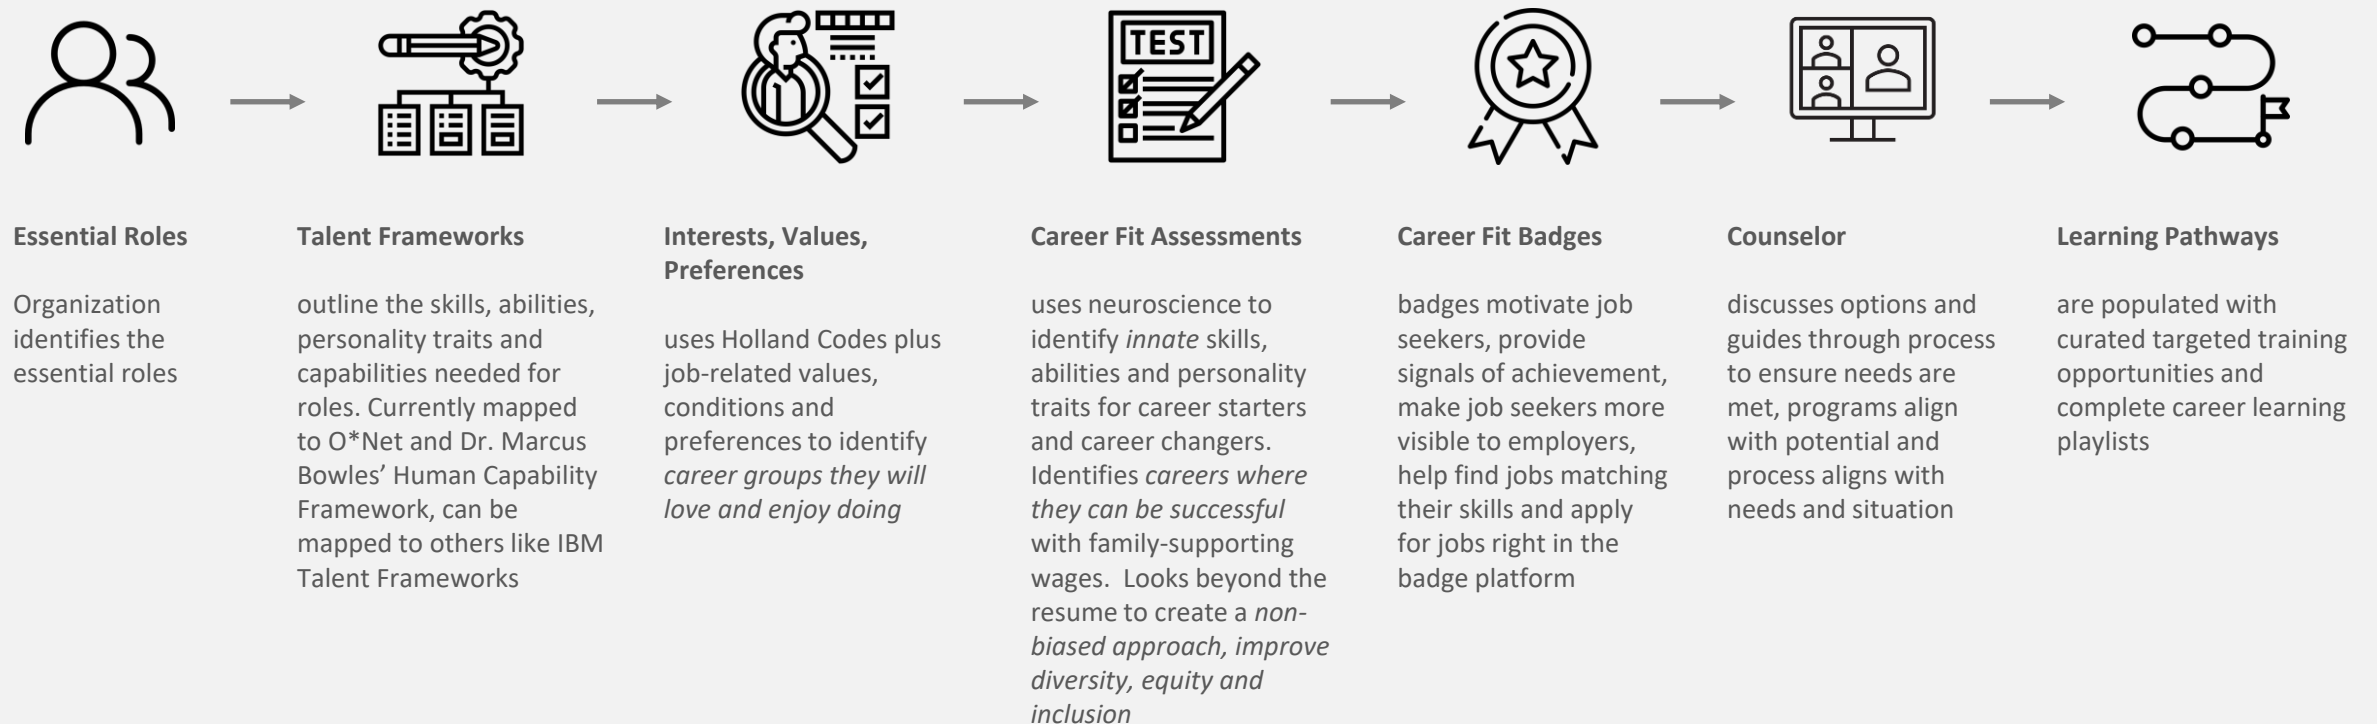 TEST
Essential Roles
Organization
identifies the
essential roles
Talent Frameworks
outline the skills, abilities,
personality traits and
capabilities needed for
roles. Currently mapped
to O*Net and Dr. Marcus
Bowles’ Human Capability
Framework, can be
mapped to others like IBM
Talent Frameworks
Interests, Values,
Preferences
uses Holland Codes plus
job-related values,
conditions and
preferences to identify
career groups they will
love and enjoy doing
Career Fit Assessments
uses neuroscience to
identify innate skills,
abilities and personality
traits for career starters
and career changers.
Identifies careers where
they can be successful
with family-supporting
wages.  Looks beyond the
resume to create a non-
biased approach, improve
diversity, equity and
inclusion
Career Fit Badges
badges motivate job
seekers, provide
signals of achievement,
make job seekers more
visible to employers,
help find jobs matching
their skills and apply
for jobs right in the
badge platform
Counselor
discusses options and
guides through process
to ensure needs are
met, programs align
with potential and
process aligns with
needs and situation
Learning Pathways
are populated with
curated targeted training
opportunities and
complete career learning
playlists